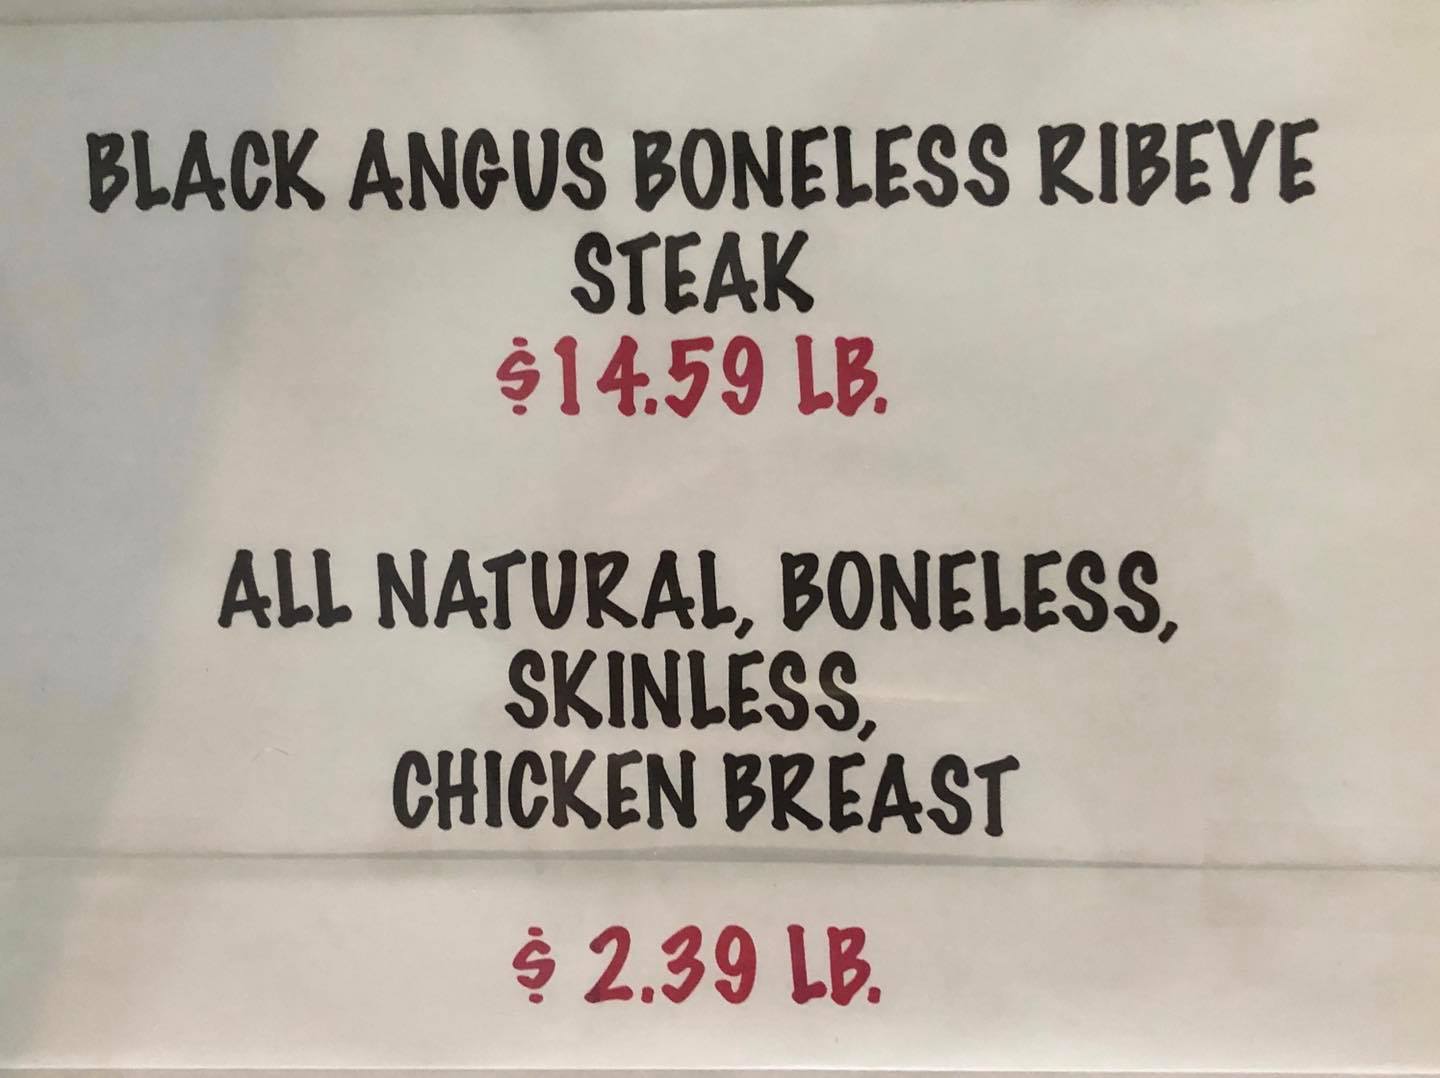 BLACK ANGUS BONELESS RIBEYE
STEAK
$14.59 LB.
ALL NATURAL, BONELESS,
SKINLESS,
CHICKEN BREAST
$ 2.39 LB.